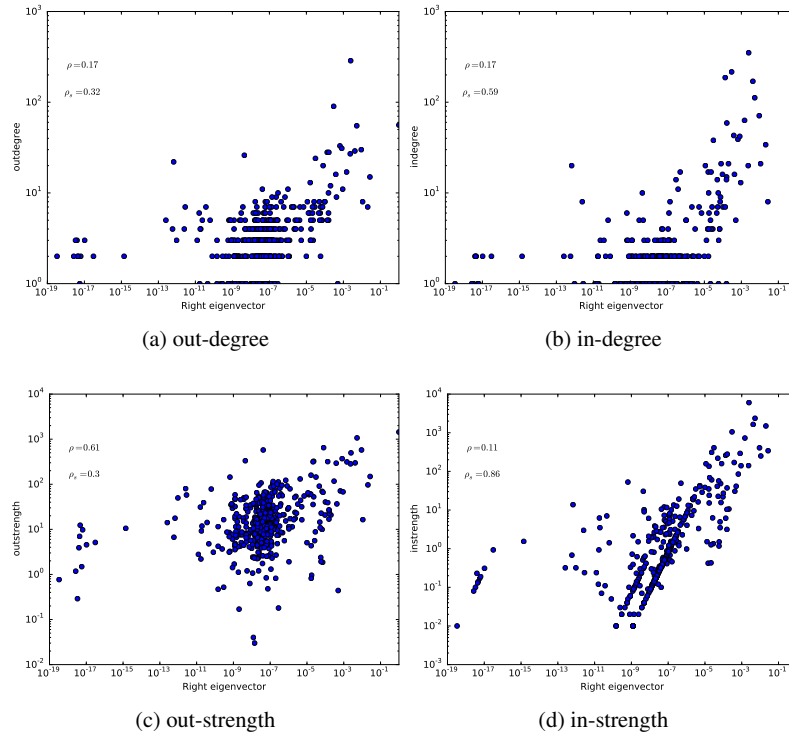 10^3
10^2
10^1
10^0
outdegree
ρ=0.17
ρ_s=0.32
10^-19 10^-17 10^-15 10^-13 10^-11 10^-9 10^-7 10^-5 10^-3 10^-1
Right eigenvector
(a) out-degree
10^3
10^2
10^1
10^0
indegree
ρ=0.17
ρ_s=0.59
10^-19 10^-17 10^-15 10^-13 10^-11 10^-9 10^-7 10^-5 10^-3 10^-1
Right eigenvector
(b) in-degree
10^4
10^3
10^2
10^1
10^0
10^-1
10^-2
outstrength
ρ=0.61
ρ_s=0.3
10^-19 10^-17 10^-15 10^-13 10^-11 10^-9 10^-7 10^-5 10^-3 10^-1
Right eigenvector
(c) out-strength
10^4
10^3
10^2
10^1
10^0
10^-1
10^-2
10^-3
instrength
ρ=0.11
ρ_s=0.86
10^-19 10^-17 10^-15 10^-13 10^-11 10^-9 10^-7 10^-5 10^-3 10^-1
Right eigenvector
(d) in-strength